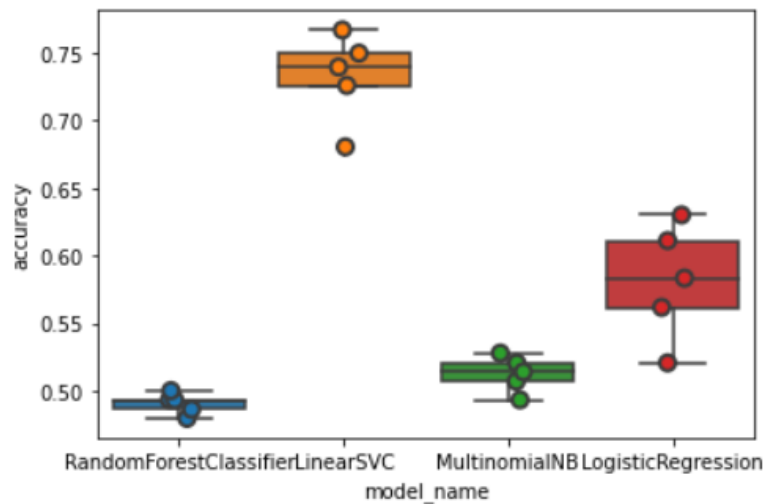 accuracy
0.75
0.70
0.65
0.60
0.55
0.50
RandomForestClassifierLinearSVC MultinomialNB LogisticRegression
model_name